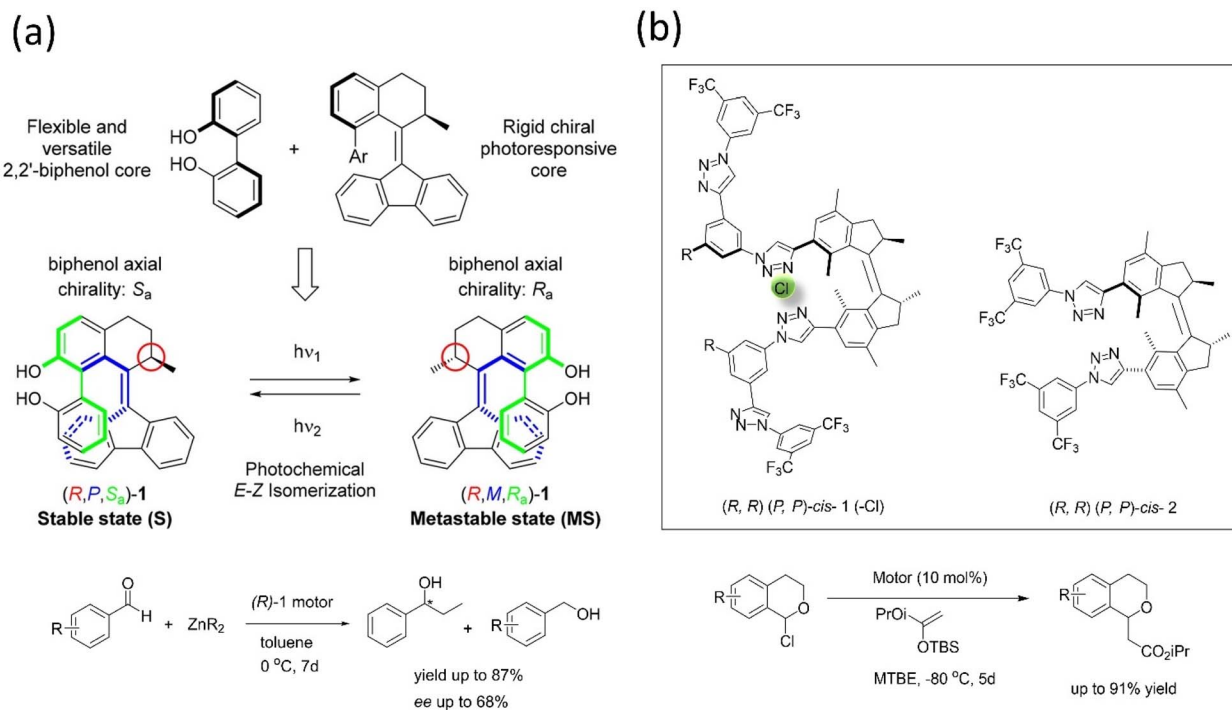 (a)
Flexible and
versatile
2,2'-biphenol core
HO
HO
+
Ar
Rigid chiral
photoresponsive
core
biphenol axial
chirality: Sa
biphenol axial
chirality: Ra
HO
HO
hν1
hν2
Photochemical
E-Z Isomerization
OH
OH
(R,P,Sa)-1
Stable state (S)
(R,M,Ra)-1
Metastable state (MS)
R
O
H
+ ZnR2
(R)-1 motor
toluene
0 °C, 7d
OH
*
+
R
OH
yield up to 87%
ee up to 68%
(b)
F3C
CF3
N
N=N
R
N
N=N
Cl
N=N
N
R
N
N=N
CF3
F3C
(R, R) (P, P)-cis- 1 (-Cl)
F3C
F3C
N
N=N
N=N
N
F3C
CF3
(R, R) (P, P)-cis- 2
R
O
Cl
Motor (10 mol%)
PrOi
OTBS
MTBE, -80 °C, 5d
R
O
CO2iPr
up to 91% yield